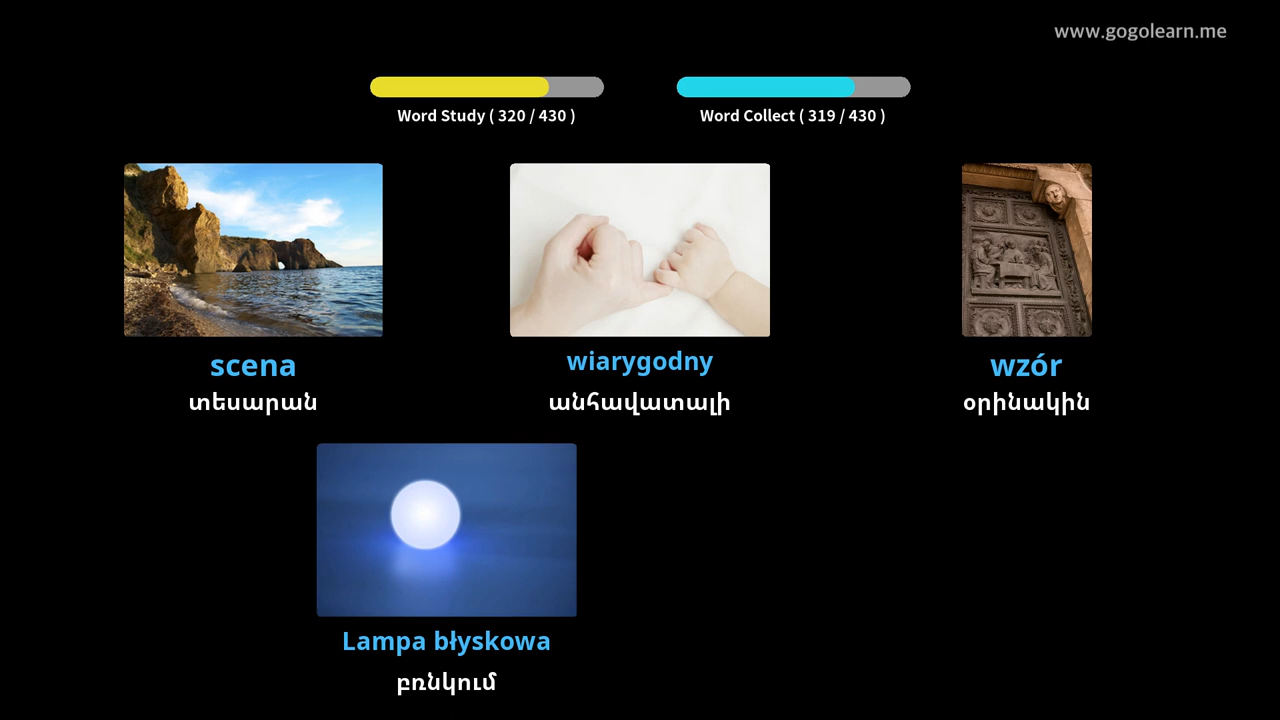 www.gogolearn.me
Word Study ( 320 / 430 )
Word Collect ( 319 / 430 )
scena
տեսարան
wiarygodny
անհավատալի
wzór
օրինակին
Lampa błyskowa
բռնկում